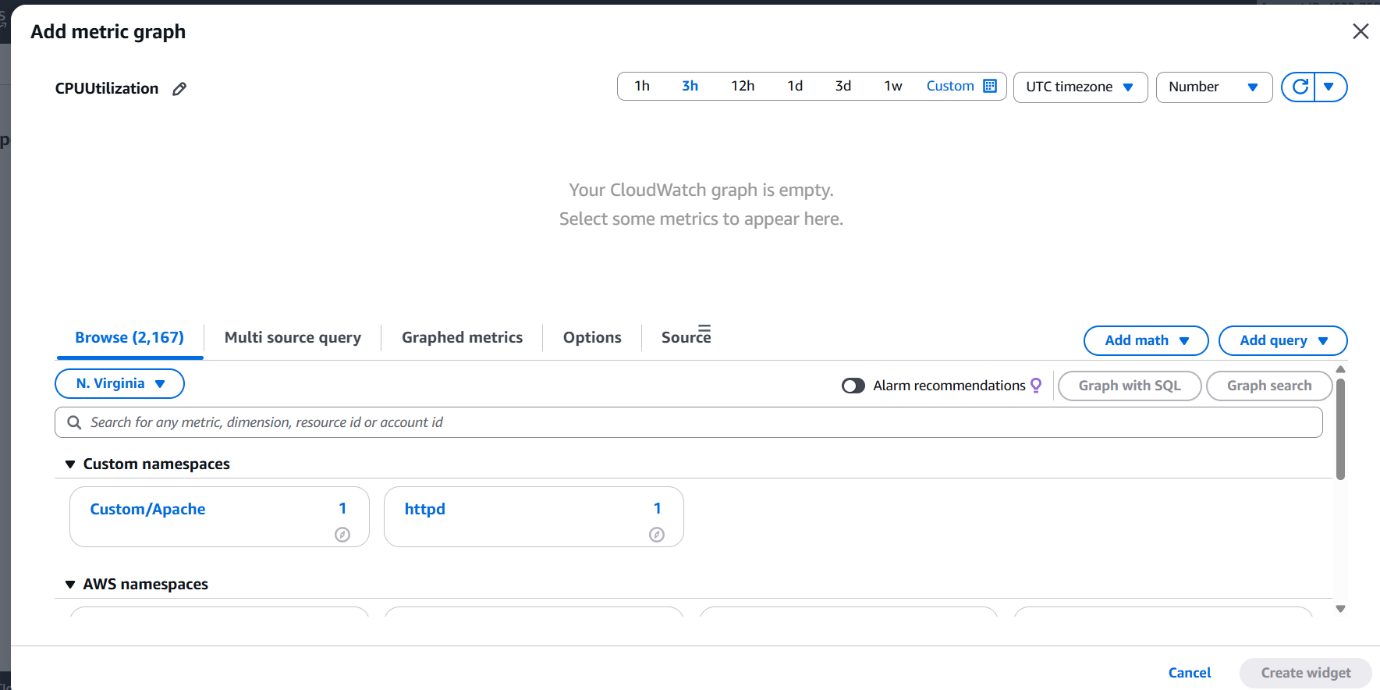 Add metric graph
CPUUtilization
1h 3h 12h 1d 3d 1w Custom
UTC timezone
Number
Your CloudWatch graph is empty.
Select some metrics to appear here.
Browse (2,167)
Multi source query
Graphed metrics
Options
Source
Add math
Add query
N. Virginia
Alarm recommendations
Graph with SQL
Graph search
Search for any metric, dimension, resource id or account id
Custom namespaces
Custom/Apache 1
httpd 1
AWS namespaces
Cancel
Create widget